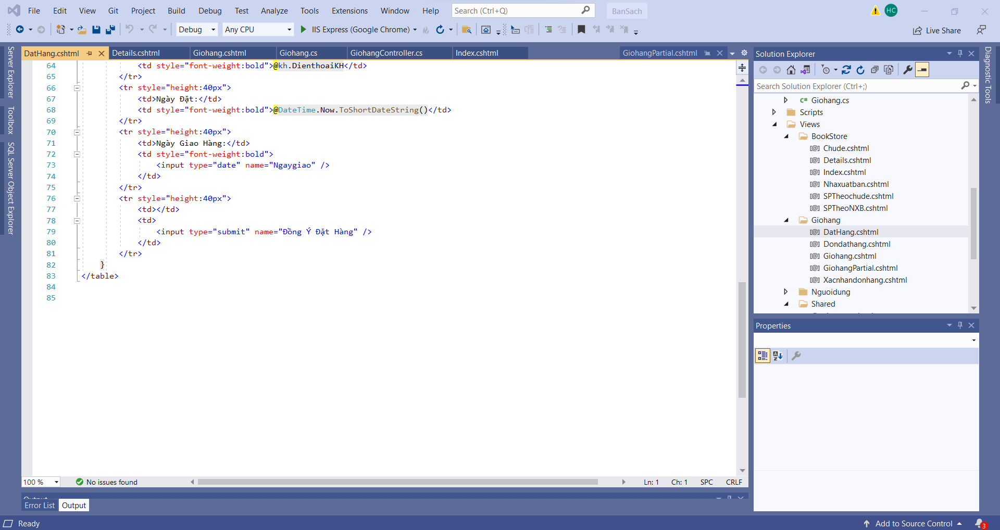 File Edit View Git Project Build Debug Test Analyze Tools Extensions Window Help Search (Ctrl+Q) BanSach HC
Debug Any CPU IIS Express (Google Chrome) Live Share
Server Explorer
Toolbox
SQL Server Object Explorer
DatHang.cshtml Details.cshtml Giohang.cshtml Giohang.cs GiohangController.cs Index.cshtml GiohangPartial.cshtml
64 <td style="font-weight:bold">@kh.DienthoaiKH</td>
65 </tr>
66 <tr style="height:40px">
67 <td>Ngày Đặt:</td>
68 <td style="font-weight:bold">@DateTime.Now.ToShortDateString()</td>
69 </tr>
70 <tr style="height:40px">
71 <td>Ngày Giao Hàng:</td>
72 <td style="font-weight:bold">
73 <input type="date" name="Ngaygiao" />
74 </td>
75 </tr>
76 <tr style="height:40px">
77 <td></td>
78 <td>
79 <input type="submit" name="Đồng Ý Đặt Hàng" />
80 </td>
81 </tr>
82 }
83 </table>
84
85
100 % No issues found Ln: 1 Ch: 1 SPC CRLF
Output
Error List Output
Solution Explorer
Search Solution Explorer (Ctrl+;)
C# Giohang.cs
Scripts
Views
BookStore
[@] Chude.cshtml
[@] Details.cshtml
[@] Index.cshtml
[@] Nhaxuatban.cshtml
[@] SPTheochude.cshtml
[@] SPTheoNXB.cshtml
Giohang
[@] DatHang.cshtml
[@] Dondathang.cshtml
[@] Giohang.cshtml
[@] GiohangPartial.cshtml
[@] Xacnhandonhang.cshtml
Nguoidung
Shared
Properties
Diagnostic Tools
Ready Add to Source Control 3